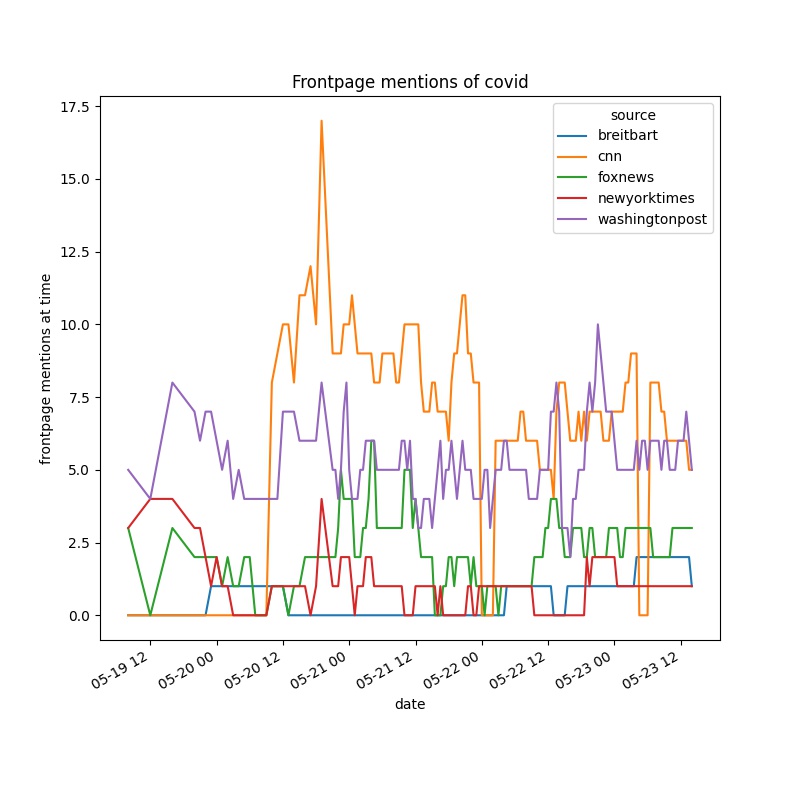 Frontpage mentions of covid
17.5
15.0
12.5
10.0
7.5
5.0
2.5
0.0
frontpage mentions at time
source
breitbart
cnn
foxnews
newyorktimes
washingtonpost
05-19 12
05-20 00
05-20 12
05-21 00
05-21 12
05-22 00
05-22 12
05-23 00
05-23 12
date